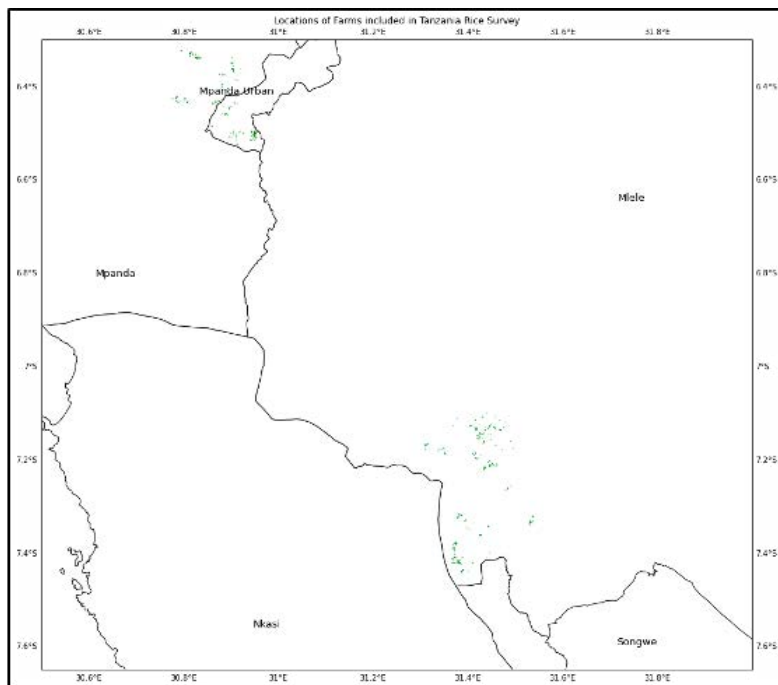 Locations of Farms included in Tanzania Rice Survey
30.6°E 30.8°E 31°E 31.2°E 31.4°E 31.6°E 31.8°E
6.4°S 6.4°S
Mpanda Urban
6.6°S 6.6°S
Mlele
6.8°S 6.8°S
Mpanda
7°S 7°S
7.2°S 7.2°S
7.4°S 7.4°S
Nkasi
Songwe
7.6°S 7.6°S
30.6°E 30.8°E 31°E 31.2°E 31.4°E 31.6°E 31.8°E